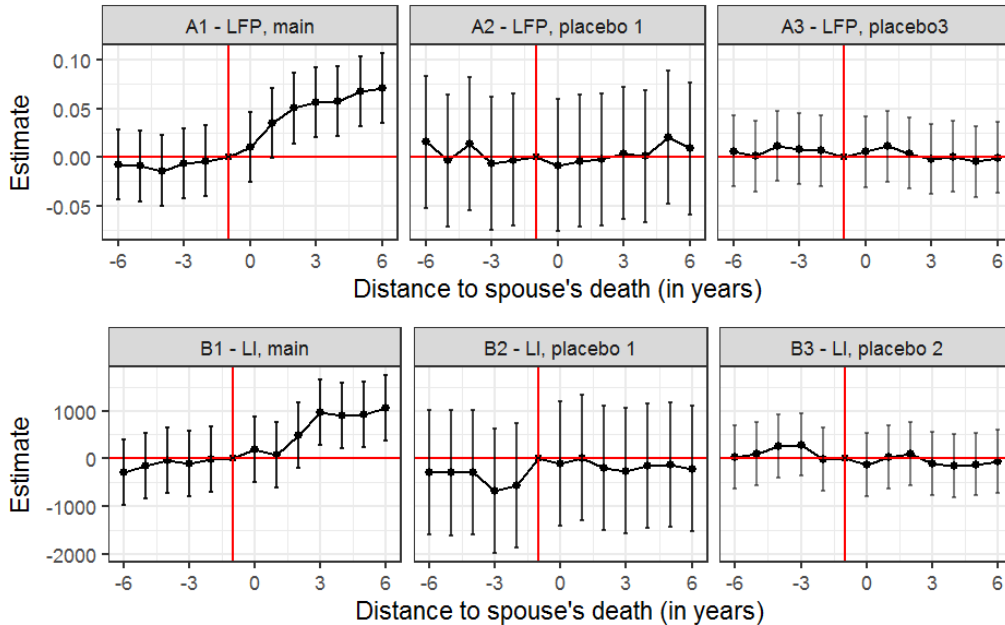 A1 - LFP, main
A2 - LFP, placebo 1
A3 - LFP, placebo3
Estimate
0.10
0.05
0.00
-0.05
-6 -3 0 3 6
-6 -3 0 3 6
-6 -3 0 3 6
Distance to spouse's death (in years)
B1 - LI, main
B2 - LI, placebo 1
B3 - LI, placebo 2
Estimate
1000
0
-1000
-2000
-6 -3 0 3 6
-6 -3 0 3 6
-6 -3 0 3 6
Distance to spouse's death (in years)